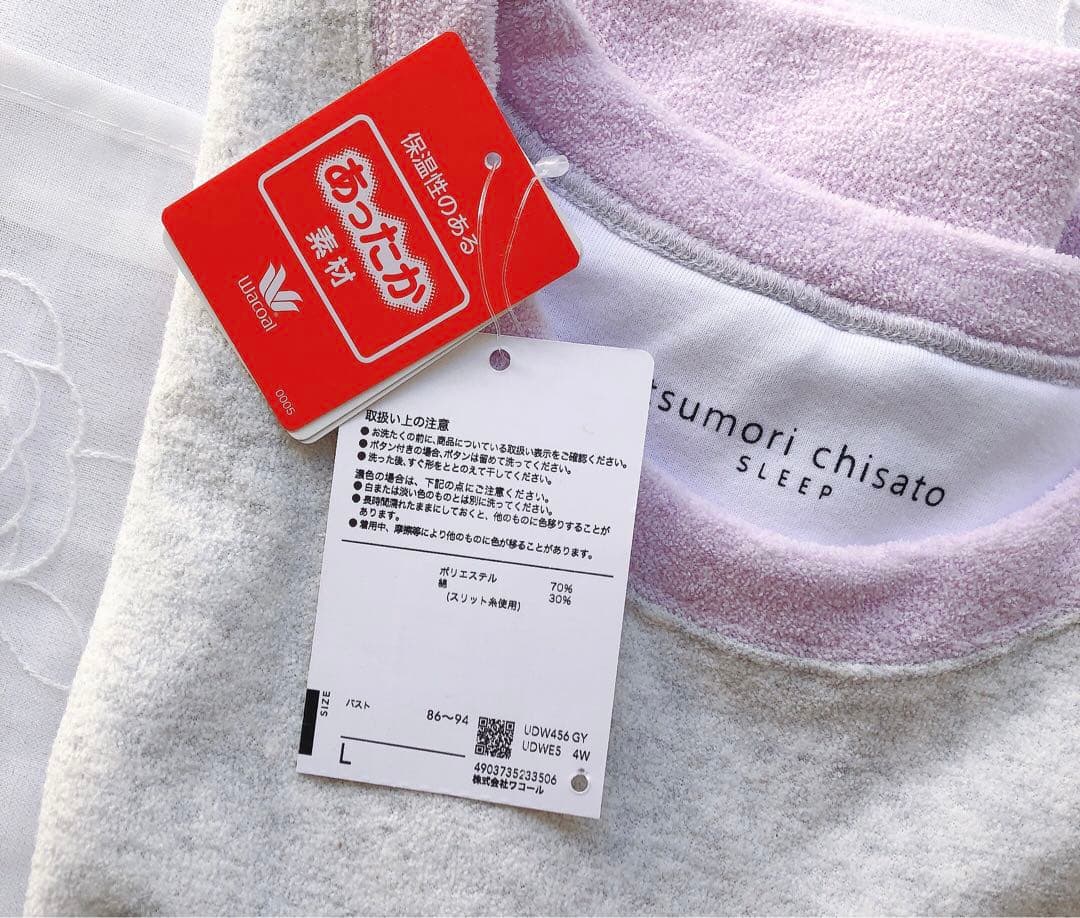 保温性のある
あったか
素材
Wacoal
0005
tsumori chisato
SLEEP
取扱い上の注意
●お洗たくの前に、商品についている取扱い表示をご確認ください。
●ボタン付きの場合、ボタンは留めて洗ってください。
●洗った後、すぐ形をととのえて干してください。
濃色の場合は、下記の点にご注意ください。
●白または淡い色のものとは別に洗ってください。
●長時間濡れたままにしておくと、他のものに色移りすることが
あります。
●着用中、摩擦等により他のものに色が移ることがあります。
ポリエステル 70%
綿 30%
(スリット糸使用)
SIZE
バスト 86〜94
L
UDW456 GY
UDWE5 4W
4903735233506
株式会社ワコール